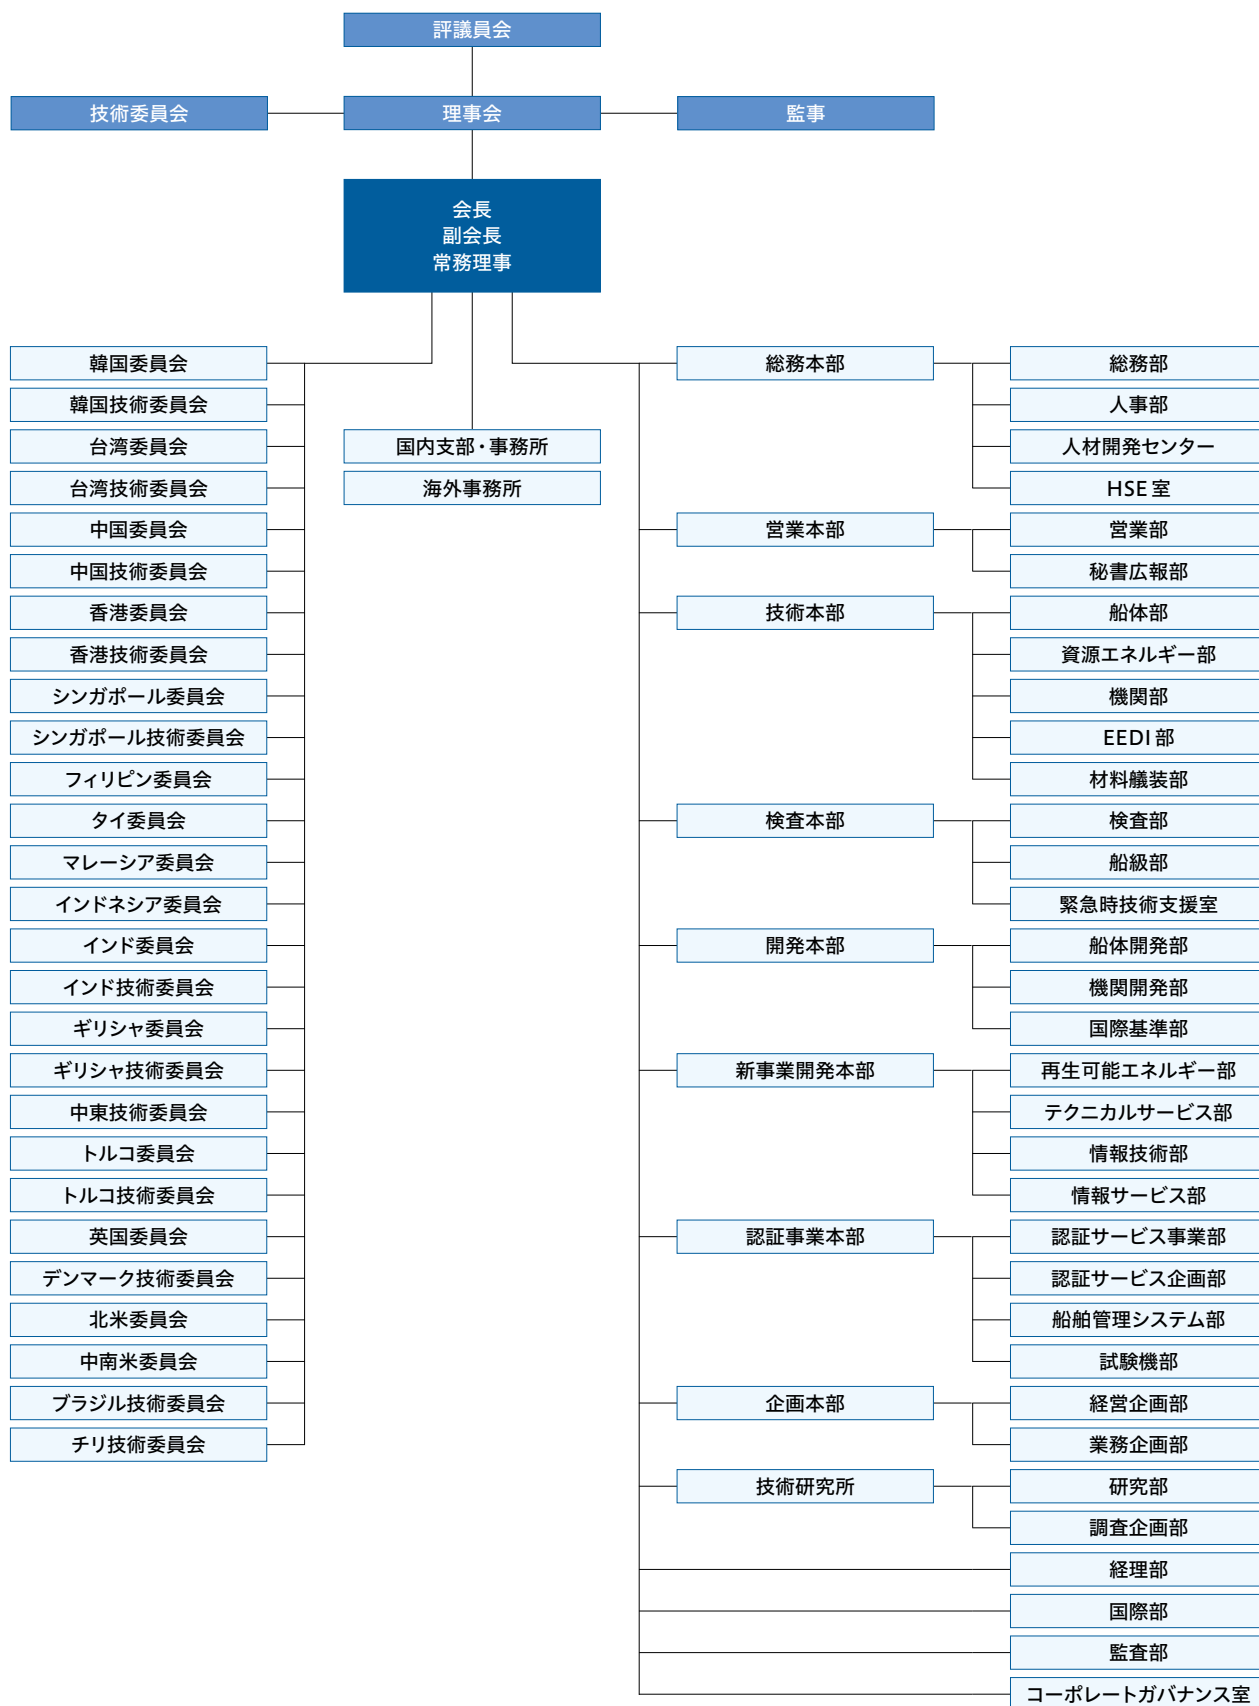 評議員会
技術委員会
理事会
監事
会長
副会長
常務理事
韓国委員会
韓国技術委員会
台湾委員会
台湾技術委員会
中国委員会
中国技術委員会
香港委員会
香港技術委員会
シンガポール委員会
シンガポール技術委員会
フィリピン委員会
タイ委員会
マレーシア委員会
インドネシア委員会
インド委員会
インド技術委員会
ギリシャ委員会
ギリシャ技術委員会
中東技術委員会
トルコ委員会
トルコ技術委員会
英国委員会
デンマーク技術委員会
北米委員会
中南米委員会
ブラジル技術委員会
チリ技術委員会
国内支部・事務所
海外事務所
総務本部
総務部
人事部
人材開発センター
HSE室
営業本部
営業部
秘書広報部
技術本部
船体部
資源エネルギー部
機関部
EEDI部
材料艤装部
検査本部
検査部
船級部
緊急時技術支援室
開発本部
船体開発部
機関開発部
国際基準部
新事業開発本部
再生可能エネルギー部
テクニカルサービス部
情報技術部
情報サービス部
認証事業本部
認証サービス事業部
認証サービス企画部
船舶管理システム部
試験機部
企画本部
経営企画部
業務企画部
技術研究所
研究部
調査企画部
経理部
国際部
監査部
コーポレートガバナンス室